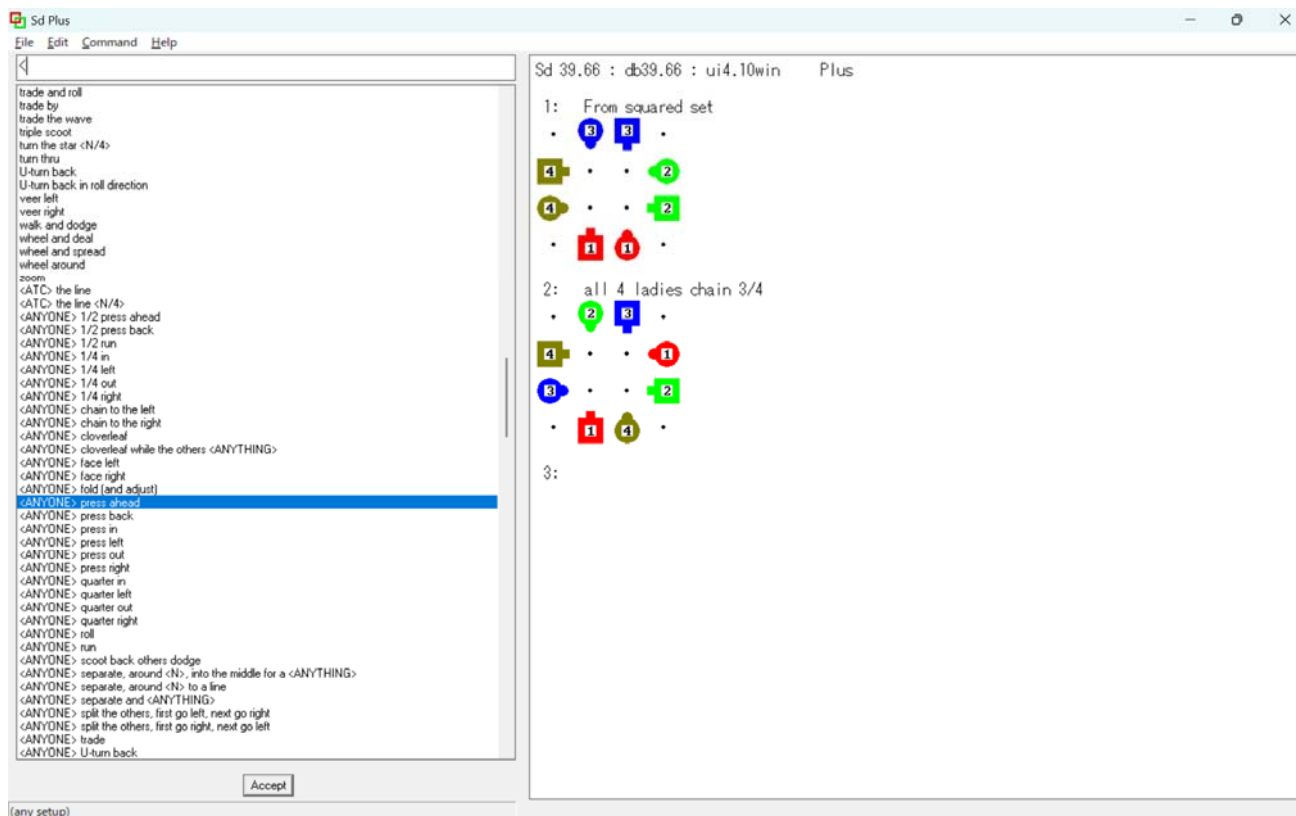 Sd Plus
File Edit Command Help
<
trade and roll
trade by
trade the wave
triple scoot
turn the star <N/4>
turn thru
U-turn back
U-turn back in roll direction
veer left
veer right
walk and dodge
wheel and deal
wheel and spread
wheel around
zoom
<ATC> the line
<ATC> the line <N/4>
<ANYONE> 1/2 press ahead
<ANYONE> 1/2 press back
<ANYONE> 1/2 run
<ANYONE> 1/4 in
<ANYONE> 1/4 left
<ANYONE> 1/4 out
<ANYONE> 1/4 right
<ANYONE> chain to the left
<ANYONE> chain to the right
<ANYONE> cloverleaf
<ANYONE> cloverleaf while the others <ANYTHING>
<ANYONE> face left
<ANYONE> face right
<ANYONE> fold (and adjust)
<ANYONE> press ahead
<ANYONE> press back
<ANYONE> press in
<ANYONE> press left
<ANYONE> press out
<ANYONE> press right
<ANYONE> quarter in
<ANYONE> quarter left
<ANYONE> quarter out
<ANYONE> quarter right
<ANYONE> roll
<ANYONE> run
<ANYONE> scoot back others dodge
<ANYONE> separate, around <N>, into the middle for a <ANYTHING>
<ANYONE> separate, around <N> to a line
<ANYONE> separate and <ANYTHING>
<ANYONE> split the others, first go left, next go right
<ANYONE> split the others, first go right, next go left
<ANYONE> trade
<ANYONE> U-turn back
Accept
(any setup)
Sd 39.66 : db39.66 : ui4.10win Plus
1: From squared set
3 3
4 2
4 2
1 1
2: all 4 ladies chain 3/4
2 3
4 1
3 2
1 4
3: